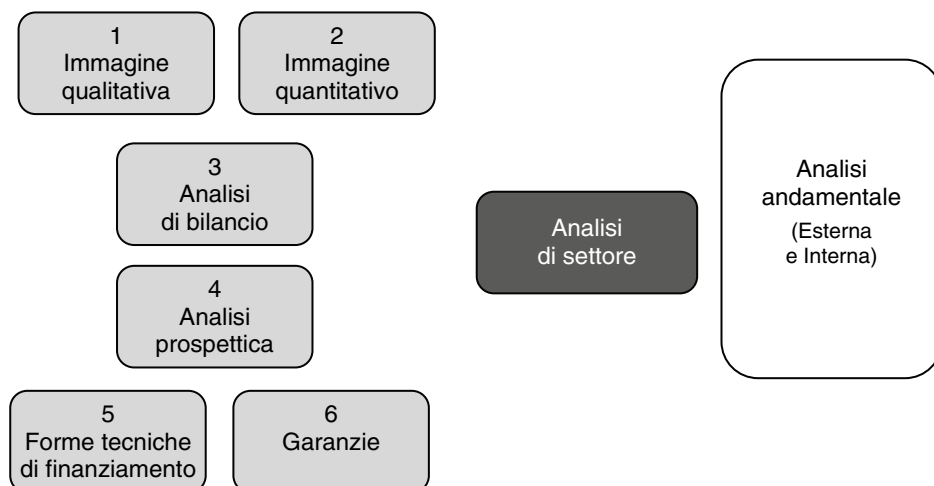 1
Immagine
qualitativa
2
Immagine
quantitativo
3
Analisi
di bilancio
4
Analisi
prospettica
5
Forme tecniche
di finanziamento
6
Garanzie
Analisi
di settore
Analisi
andamentale
(Esterna
e Interna)